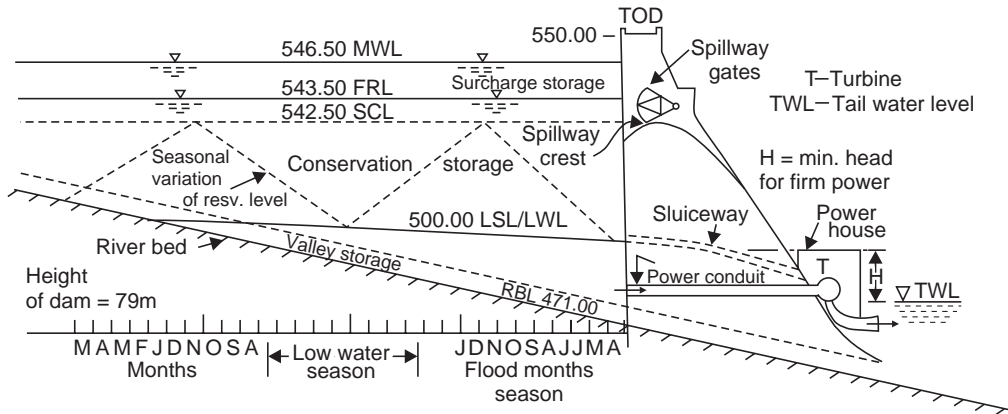 TOD
550.00
546.50 MWL
Spillway
gates
543.50 FRL
Surcharge storage
T–Turbine
TWL–Tail water level
542.50 SCL
Spillway
crest
Seasonal
variation
of resv. level
Conservation storage
H = min. head
for firm power
500.00 LSL/LWL
Sluiceway
Power
house
River bed
Valley storage
Power conduit
T
H
TWL
Height
of dam = 79m
RBL 471.00
M A M F J D N O S A
J D N O S A J J M A
Months
Low water
season
Flood months
season